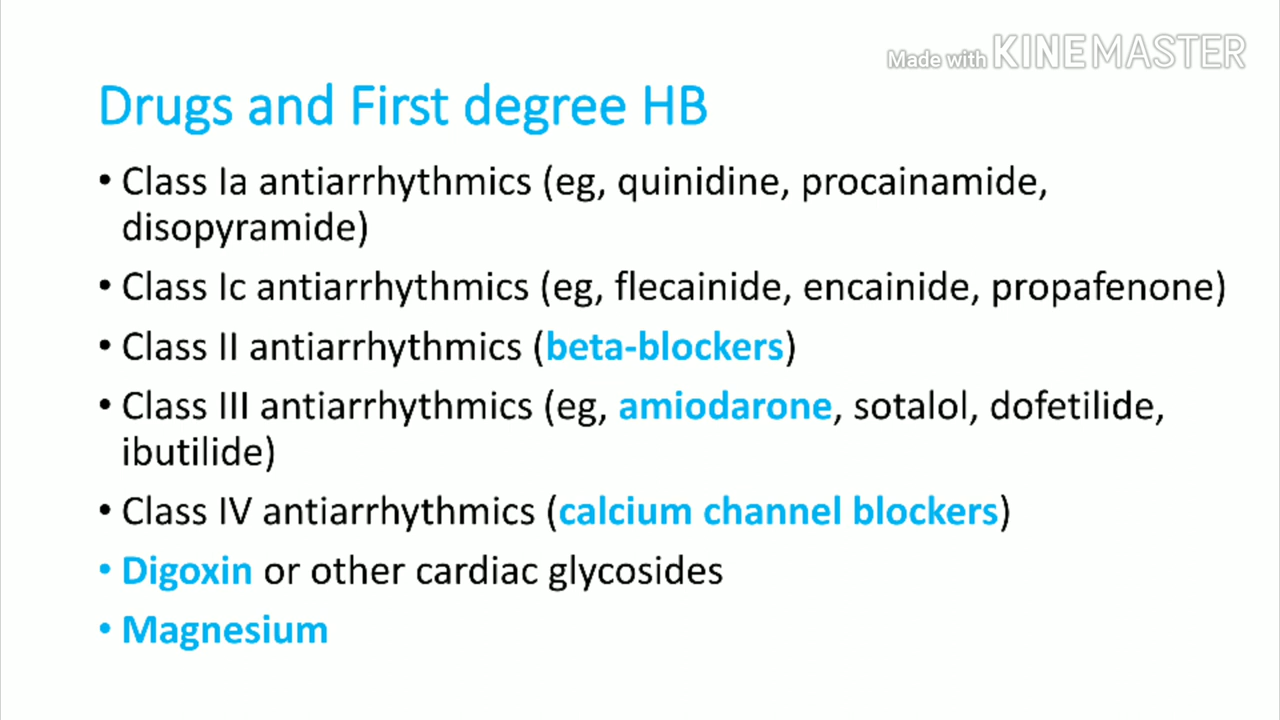 Made with KINEMASTER
Drugs and First degree HB
• Class Ia antiarrhythmics (eg, quinidine, procainamide,
disopyramide)
• Class Ic antiarrhythmics (eg, flecainide, encainide, propafenone)
• Class II antiarrhythmics (beta-blockers)
• Class III antiarrhythmics (eg, amiodarone, sotalol, dofetilide,
ibutilide)
• Class IV antiarrhythmics (calcium channel blockers)
• Digoxin or other cardiac glycosides
• Magnesium